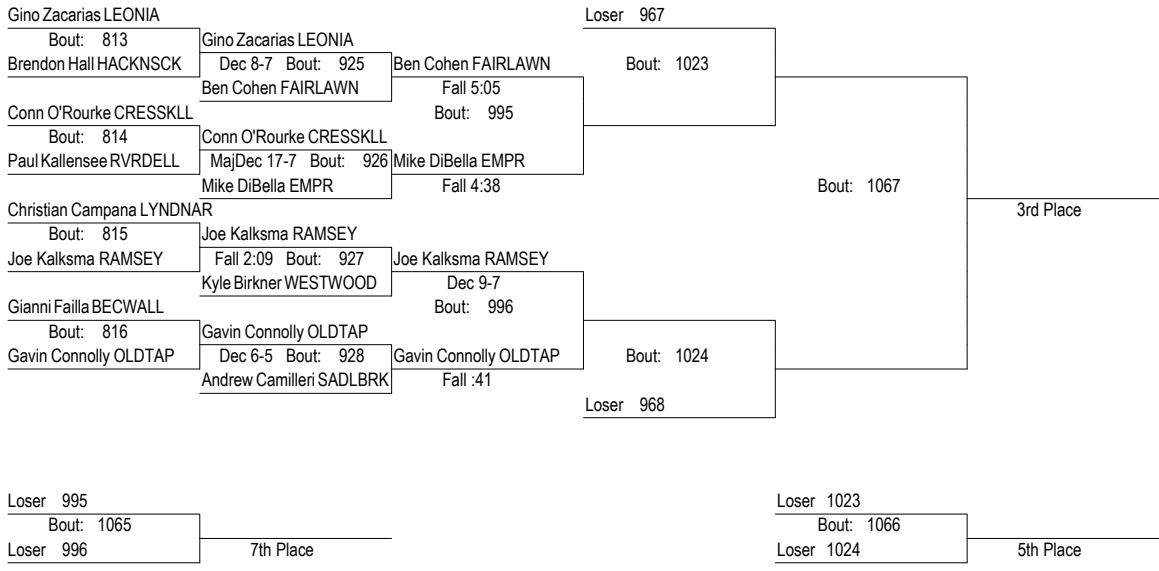 Gino Zacarias LEONIA
Bout: 813
Brendon Hall HACKNSCK
Conn O'Rourke CRESSKLL
Bout: 814
Paul Kallensee RVRDELL
Christian Campana LYNDNAR
Bout: 815
Joe Kalksma RAMSEY
Gianni Failla BECWALL
Bout: 816
Gavin Connolly OLDTAP
Gino Zacarias LEONIA
Dec 8-7 Bout: 925
Ben Cohen FAIRLAWN
Conn O'Rourke CRESSKLL
MajDec 17-7 Bout: 926
Mike DiBella EMPR
Joe Kalksma RAMSEY
Fall 2:09 Bout: 927
Kyle Birkner WESTWOOD
Gavin Connolly OLDTAP
Dec 6-5 Bout: 928
Andrew Camilleri SADLBRK
Ben Cohen FAIRLAWN
Fall 5:05
Bout: 995
Mike DiBella EMPR
Fall 4:38
Joe Kalksma RAMSEY
Dec 9-7
Bout: 996
Gavin Connolly OLDTAP
Fall :41
Loser 967
Bout: 1023
Bout: 1024
Loser 968
Bout: 1067
3rd Place
Loser 995
Bout: 1065
Loser 996
7th Place
Loser 1023
Bout: 1066
Loser 1024
5th Place